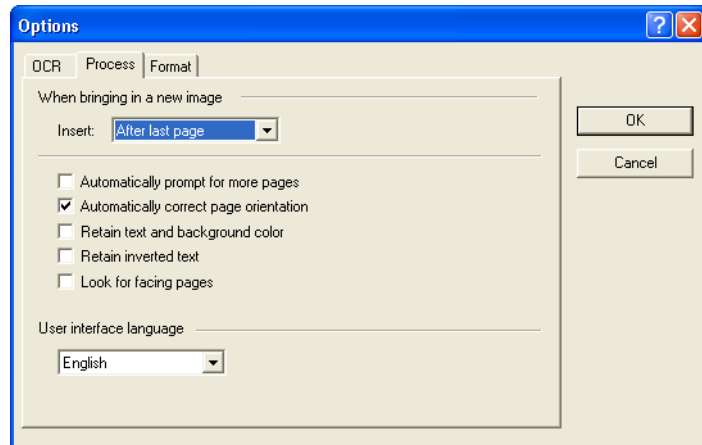 Options
OCR Process Format
When bringing in a new image
Insert: After last page
OK
Cancel
Automatically prompt for more pages
Automatically correct page orientation
Retain text and background color
Retain inverted text
Look for facing pages
User interface language
English